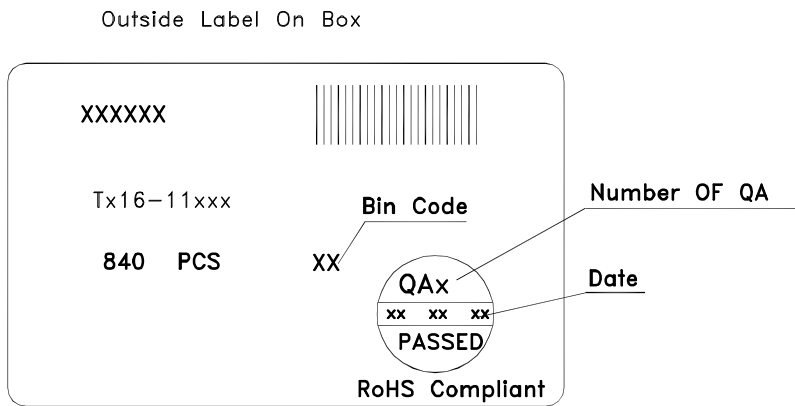 Outside Label On Box
XXXXXX
Tx16-11xxx
Bin Code
Number OF QA
840 PCS
XX
QAx
Date
xx xx xx
PASSED
RoHS Compliant